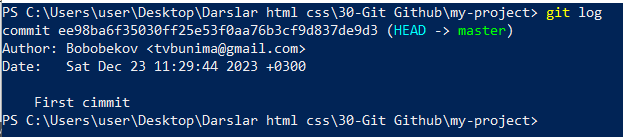 PS C:\Users\user\Desktop\Darslar html css\30-Git Github\my-project> git log
commit ee98ba6f35030ff25e53f0aa76b3cf9d837de9d3 (HEAD -> master)
Author: Bobobekov <tvbunima@gmail.com>
Date:   Sat Dec 23 11:29:44 2023 +0300
    First cimmit
PS C:\Users\user\Desktop\Darslar html css\30-Git Github\my-project>